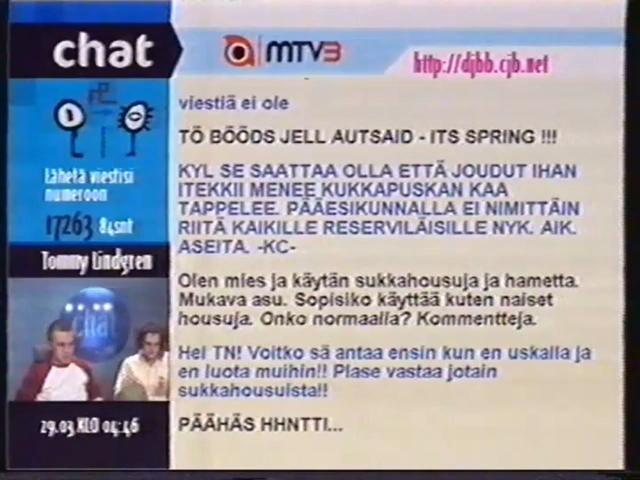 chat
MTV3
http://djbb.cjb.net
viestiä ei ole
TÖ BÖÖDS JELL AUTSAID - ITS SPRING !!!
KYL SE SAATTAA OLLA ETTÄ JOUDUT IHAN
ITEKKII MENEE KUKKAPUSKAN KAA
TAPPELEE. PÄÄESIKUNNALLA EI NIMITTÄIN
RIITÄ KAIKILLE RESERVILÄISILLE NYK. AIK.
ASEITA. -KC-
Olen mies ja käytän sukkahousuja ja hametta.
Mukava asu. Sopisiko käyttää kuten naiset
housuja. Onko normaalia? Kommentteja.
Hei TN! Voitko sä antaa ensin kun en uskalla ja
en luota muihin!! Plase vastaa jotain
sukkahousuista!!
PÄÄHÄS HHNTTI...
Lähetä viestisi
numeroon
17263 84snt
Tommy Lindgren
chat
29.03 KLO 04:46